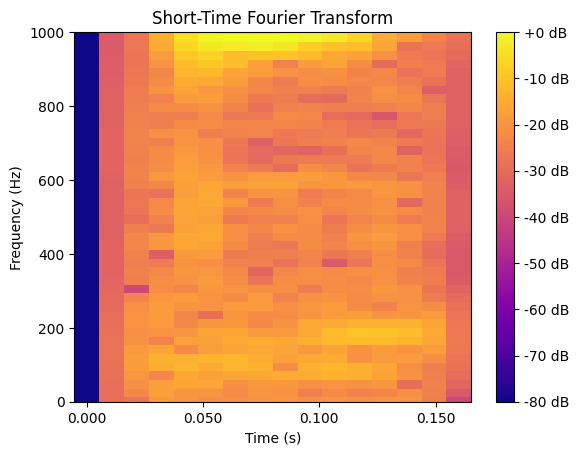 Short-Time Fourier Transform
Frequency (Hz)
1000
800
600
400
200
0
0.000
0.050
0.100
0.150
Time (s)
+0 dB
-10 dB
-20 dB
-30 dB
-40 dB
-50 dB
-60 dB
-70 dB
-80 dB